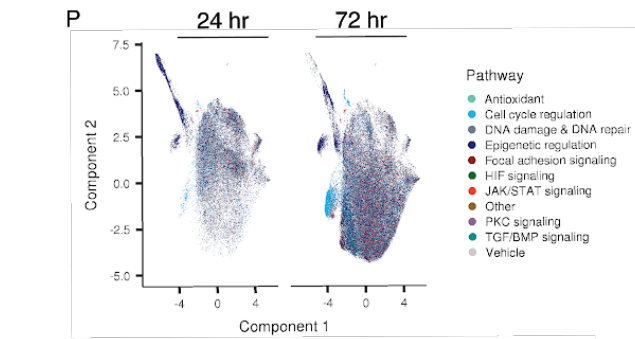 P
24 hr
72 hr
7.5
5.0
2.5
0.0
-2.5
-5.0
Component 2
-4 0 4
-4 0 4
Component 1
Pathway
Antioxidant
Cell cycle regulation
DNA damage & DNA repair
Epigenetic regulation
Focal adhesion signaling
HIF signaling
JAK/STAT signaling
Other
PKC signaling
TGF/BMP signaling
Vehicle